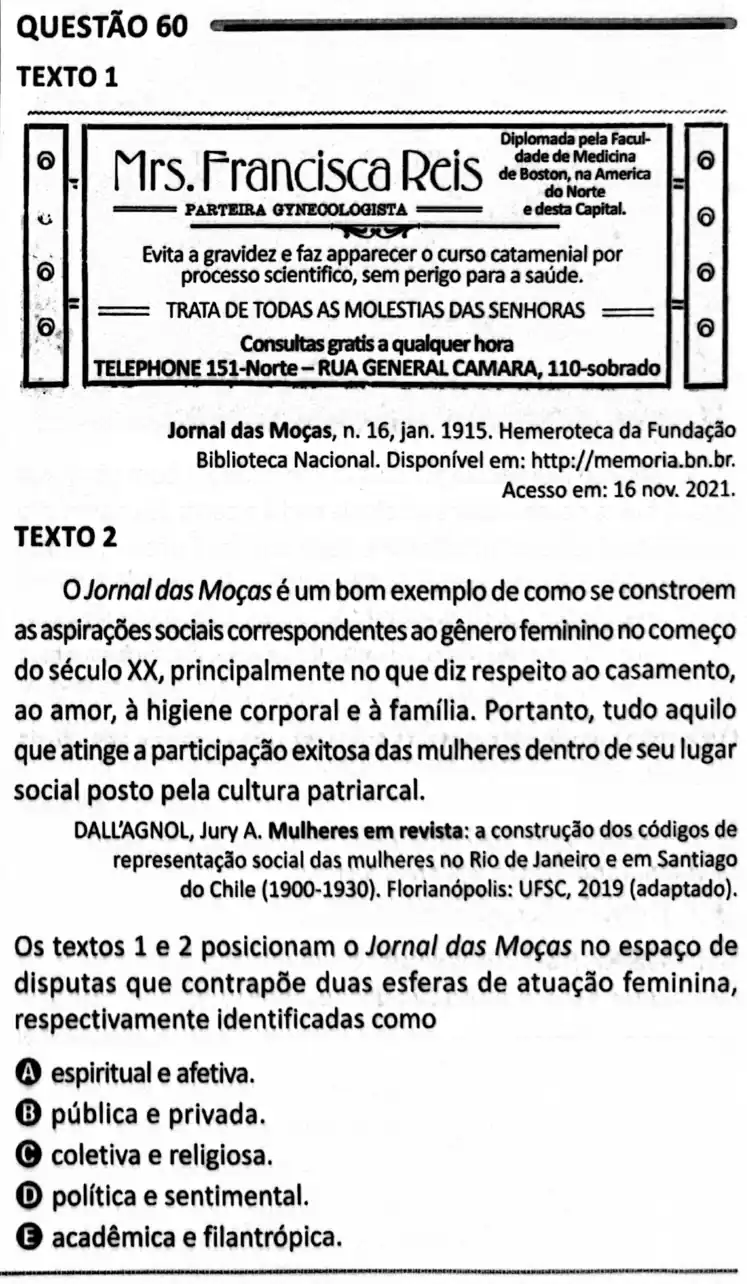 QUESTÃO 60
TEXTO 1
Mrs. Francisca Reis
PARTEIRA GYNECOLOGISTA
Diplomada pela Facul-
dade de Medicina
de Boston, na America
do Norte
e desta Capital.
Evita a gravidez e faz apparecer o curso catamenial por
processo scientifico, sem perigo para a saúde.
TRATA DE TODAS AS MOLESTIAS DAS SENHORAS
Consultas gratis a qualquer hora
TELEPHONE 151-Norte – RUA GENERAL CAMARA, 110-sobrado
Jornal das Moças, n. 16, jan. 1915. Hemeroteca da Fundação
Biblioteca Nacional. Disponível em: http://memoria.bn.br.
Acesso em: 16 nov. 2021.
TEXTO 2
O Jornal das Moças é um bom exemplo de como se constroem
as aspirações sociais correspondentes ao gênero feminino no começo
do século XX, principalmente no que diz respeito ao casamento,
ao amor, à higiene corporal e à família. Portanto, tudo aquilo
que atinge a participação exitosa das mulheres dentro de seu lugar
social posto pela cultura patriarcal.
DALL'AGNOL, Jury A. Mulheres em revista: a construção dos códigos de
representação social das mulheres no Rio de Janeiro e em Santiago
do Chile (1900-1930). Florianópolis: UFSC, 2019 (adaptado).
Os textos 1 e 2 posicionam o Jornal das Moças no espaço de
disputas que contrapõe duas esferas de atuação feminina,
respectivamente identificadas como
A espiritual e afetiva.
B pública e privada.
C coletiva e religiosa.
D política e sentimental.
E acadêmica e filantrópica.